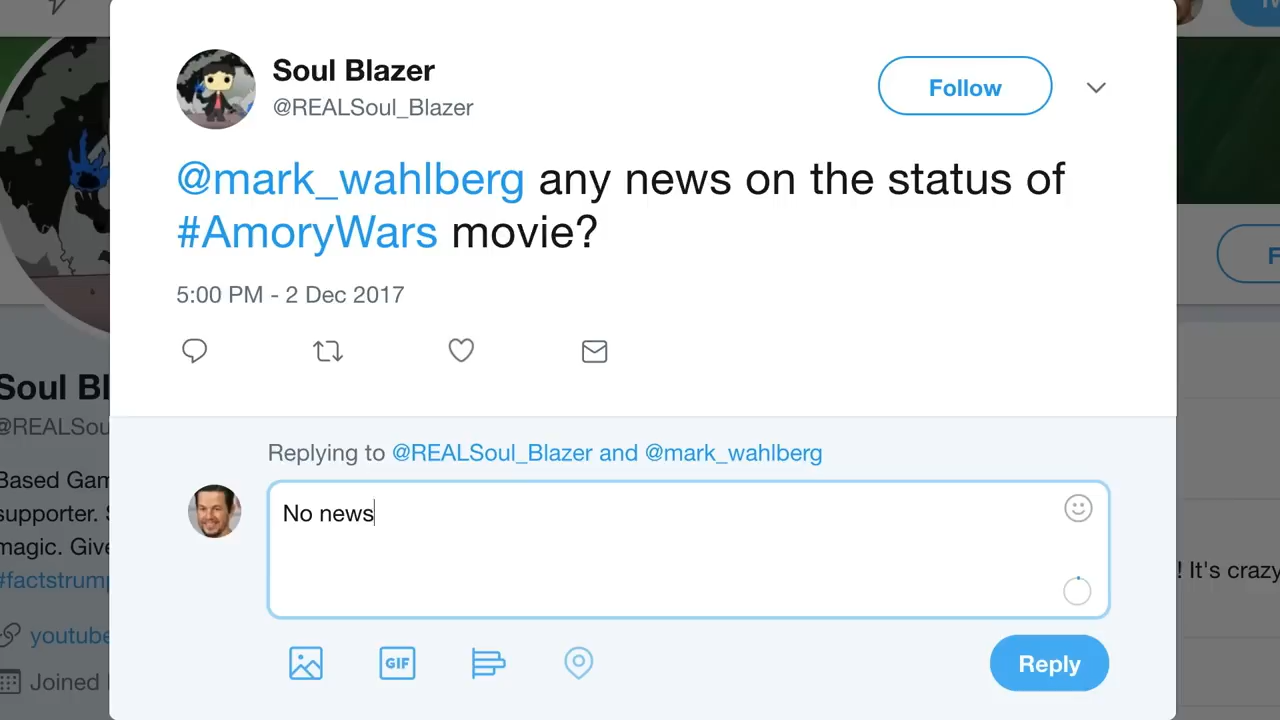 Soul Blazer
@REALSoul_Blazer
Follow
@mark_wahlberg any news on the status of
#AmoryWars movie?
5:00 PM - 2 Dec 2017
Replying to @REALSoul_Blazer and @mark_wahlberg
No news
GIF
Reply
Soul Bl
@REALSou
Based Gam
supporter. S
magic. Give
#factstrump
youtube
Joined
! It's crazy